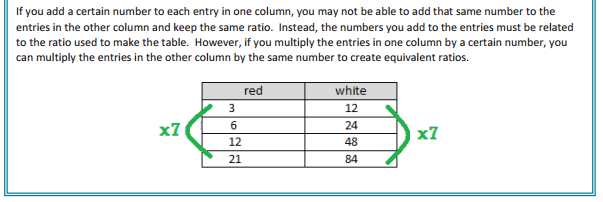 If you add a certain number to each entry in one column, you may not be able to add that same number to the
entries in the other column and keep the same ratio. Instead, the numbers you add to the entries must be related
to the ratio used to make the table. However, if you multiply the entries in one column by a certain number, you
can multiply the entries in the other column by the same number to create equivalent ratios.
red white
3 12
x7 6 24 x7
12 48
21 84